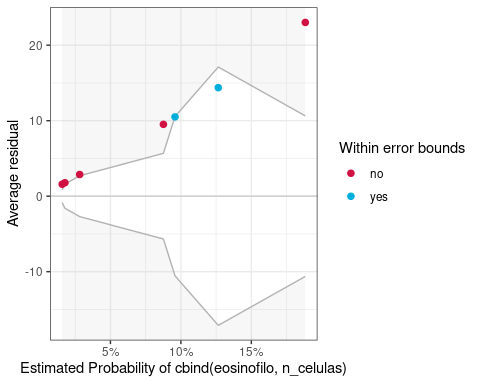 20
10
0
-10
Average residual
5%
10%
15%
Estimated Probability of cbind(eosinofilo, n_celulas)
Within error bounds
no
yes